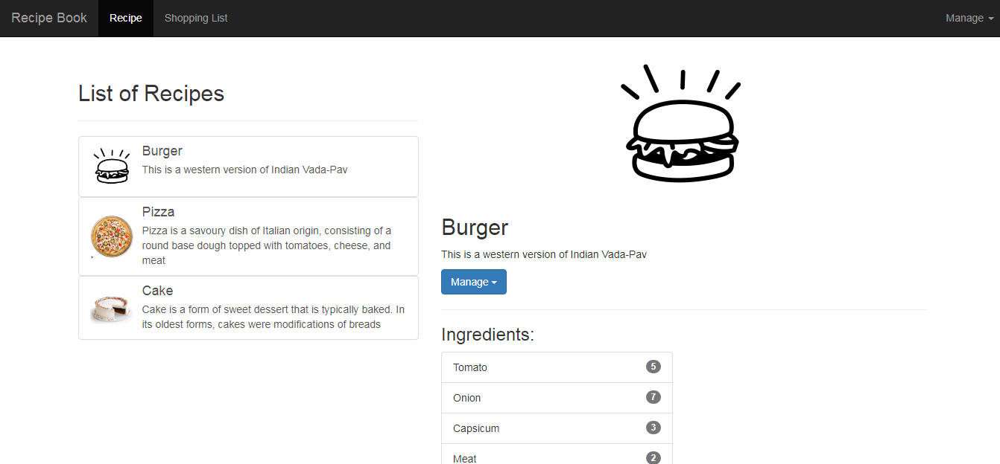 Recipe Book
Recipe
Shopping List
Manage
List of Recipes
Burger
This is a western version of Indian Vada-Pav
Pizza
Pizza is a savoury dish of Italian origin, consisting of a
round base dough topped with tomatoes, cheese, and
meat
Cake
Cake is a form of sweet dessert that is typically baked. In
its oldest forms, cakes were modifications of breads
Burger
This is a western version of Indian Vada-Pav
Manage
Ingredients:
Tomato 5
Onion 7
Capsicum 3
Meat 2